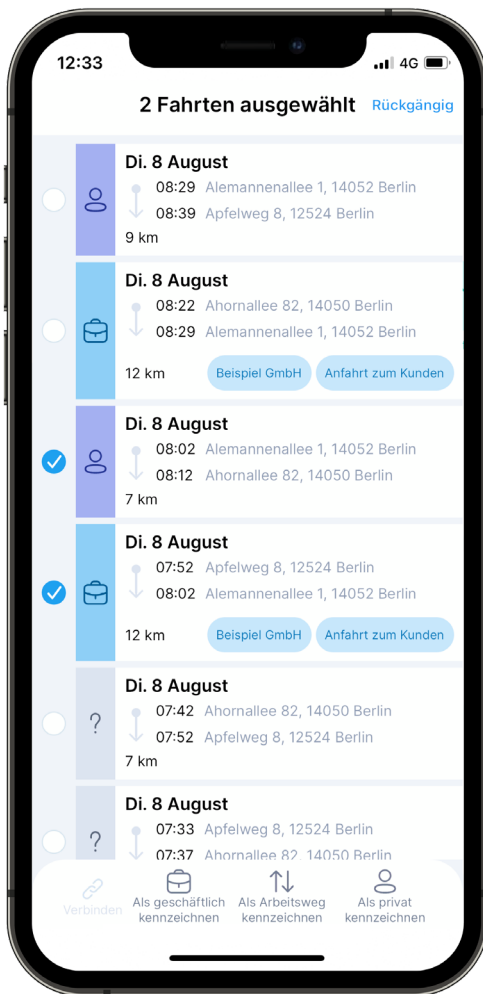 12:33
4G
2 Fahrten ausgewählt Rückgängig
Di. 8 August
08:29 Alemannenallee 1, 14052 Berlin
08:39 Apfelweg 8, 12524 Berlin
9 km
Di. 8 August
08:22 Ahornallee 82, 14050 Berlin
08:29 Alemannenallee 1, 14052 Berlin
12 km Beispiel GmbH Anfahrt zum Kunden
Di. 8 August
08:02 Alemannenallee 1, 14052 Berlin
08:12 Ahornallee 82, 14050 Berlin
7 km
Di. 8 August
07:52 Apfelweg 8, 12524 Berlin
08:02 Alemannenallee 1, 14052 Berlin
12 km Beispiel GmbH Anfahrt zum Kunden
?
Di. 8 August
07:42 Ahornallee 82, 14050 Berlin
07:52 Apfelweg 8, 12524 Berlin
7 km
?
Di. 8 August
07:33 Apfelweg 8, 12524 Berlin
07:37 Ahornallee 82, 14050 Berlin
Verbinden
Als geschäftlich
kennzeichnen
Als Arbeitsweg
kennzeichnen
Als privat
kennzeichnen